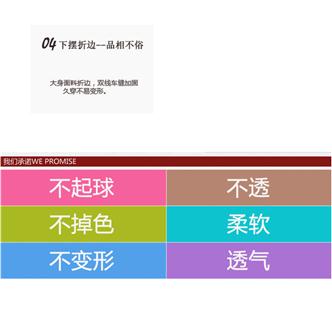 04下摆折边--品相不俗
大身面料折边，双线车缝加固
久穿不易变形。
我们承诺WE PROMISE
不起球 不透
不掉色 柔软
不变形 透气